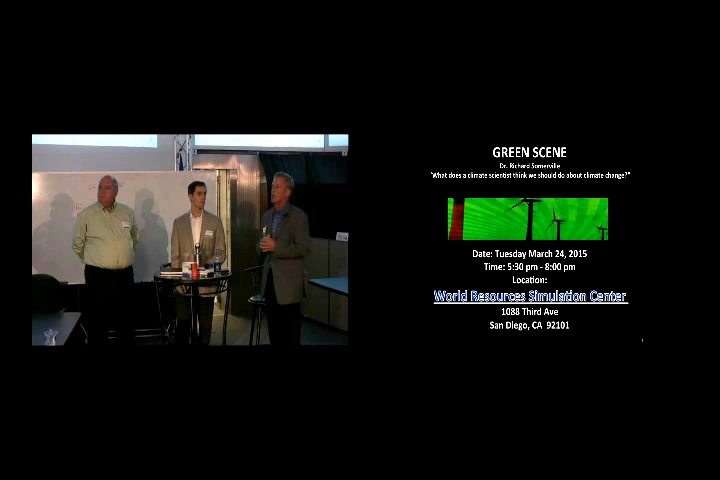 GREEN SCENE
Dr. Richard Somerville
"What does a climate scientist think we should do about climate change?"
Date: Tuesday March 24, 2015
Time: 5:30 pm - 8:00 pm
Location:
World Resources Simulation Center
1088 Third Ave
San Diego, CA 92101